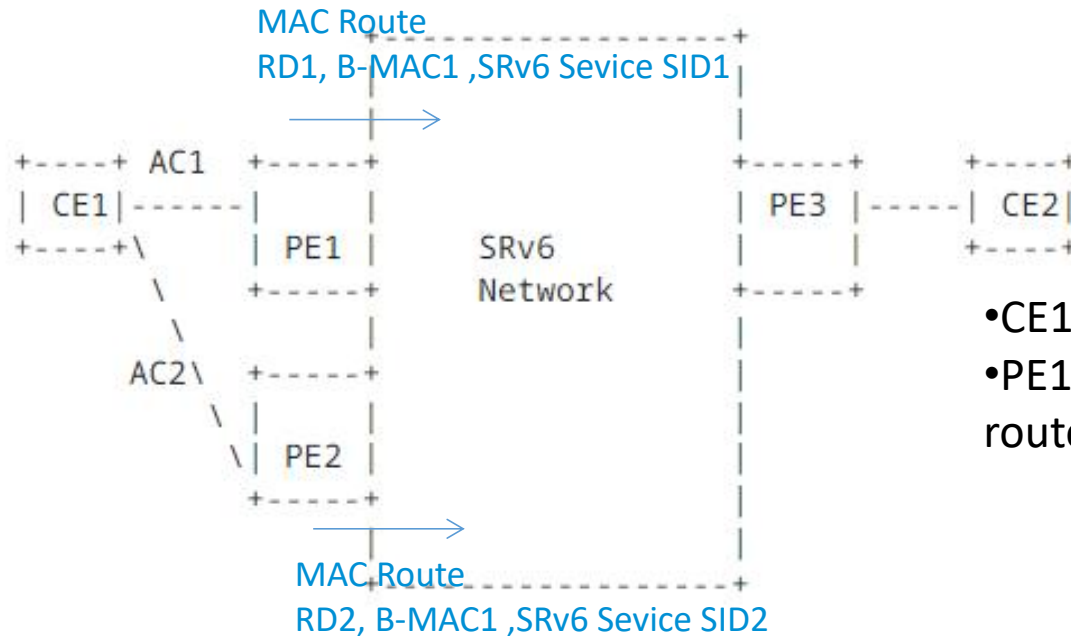 MAC Route
RD1, B-MAC1 ,SRv6 Sevice SID1
AC1
CE1
PE1
PE3
CE2
SRv6
Network
•CE1
•PE1
route
AC2
PE2
MAC Route
RD2, B-MAC1 ,SRv6 Sevice SID2